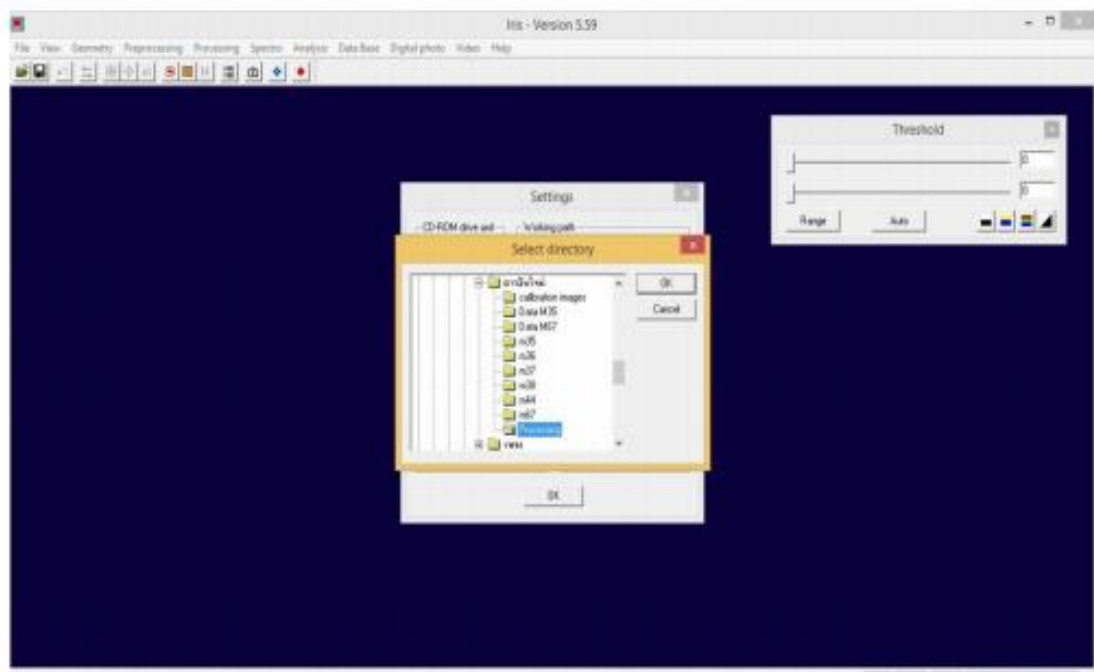 Iris - Version 5.59
File View Geometry Preprocessing Processing Spectro Analysis Data Base Digital photo Video Help
Threshold
0
0
Range Auto
Settings
CD-ROM drive unit Working path
Select directory
calibration images
Data M35
Data M67
m35
m36
m37
m38
m44
m67
Processing
OK
Cancel
OK